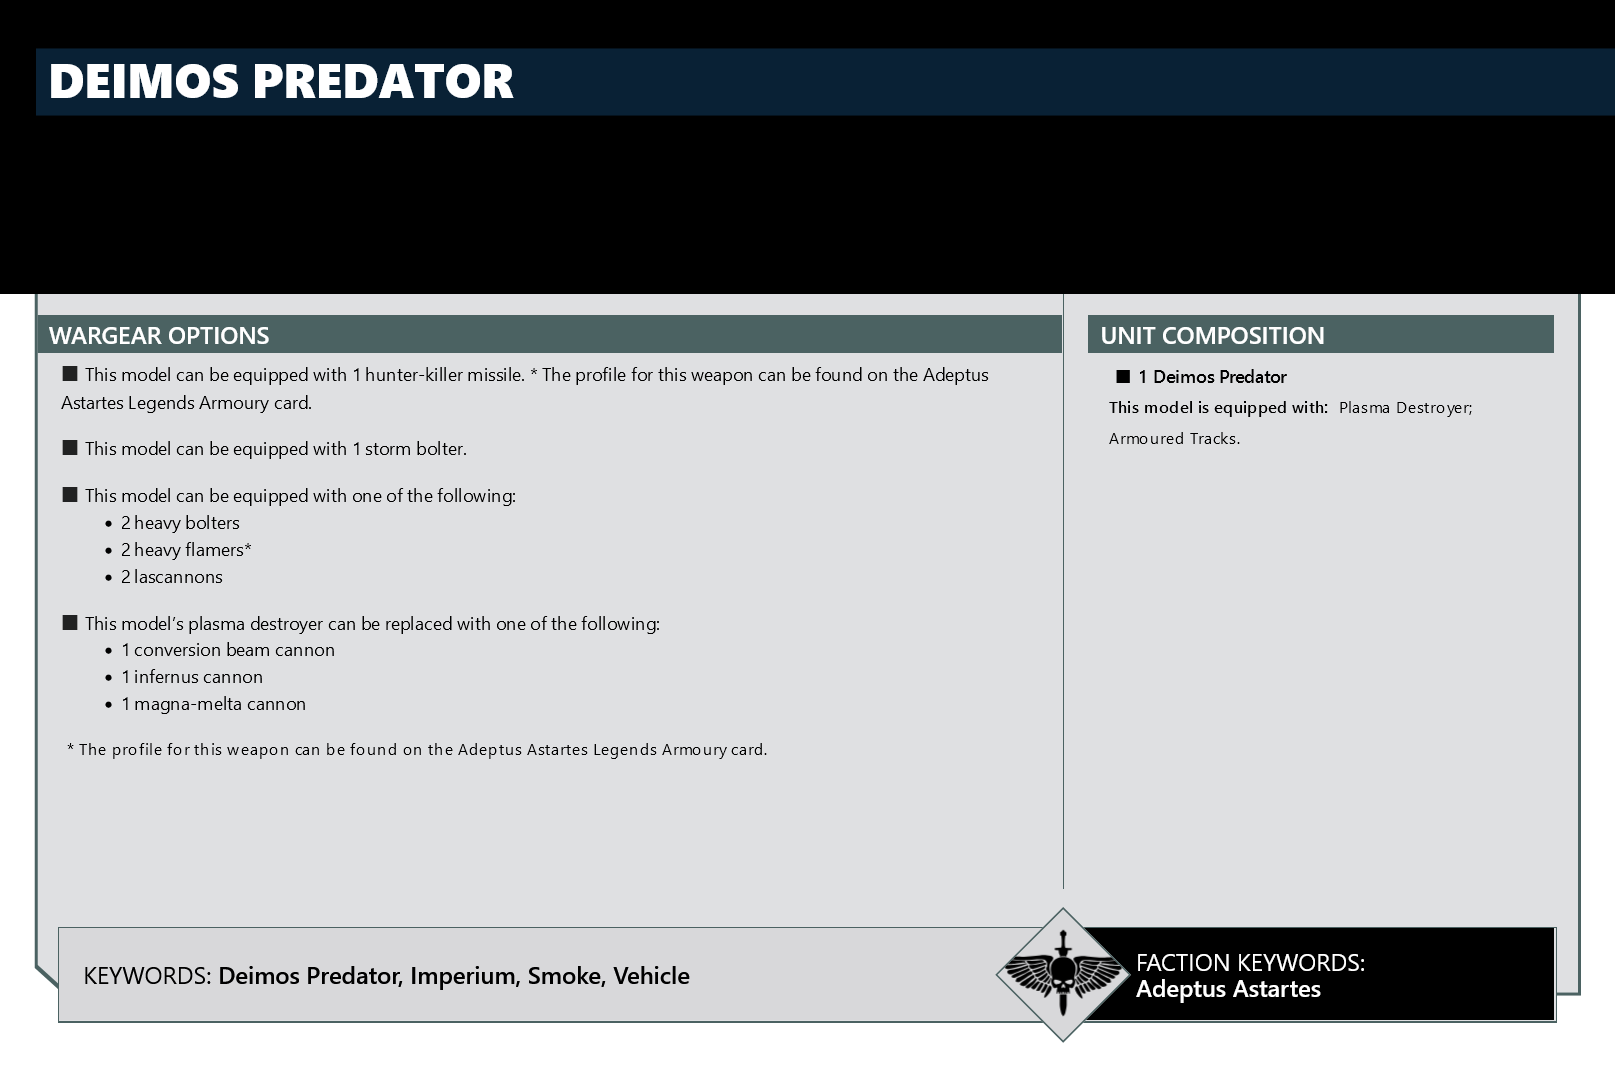 DEIMOS PREDATOR
WARGEAR OPTIONS
■ This model can be equipped with 1 hunter-killer missile. * The profile for this weapon can be found on the Adeptus
Astartes Legends Armoury card.
■ This model can be equipped with 1 storm bolter.
■ This model can be equipped with one of the following:
• 2 heavy bolters
• 2 heavy flamers*
• 2 lascannons
■ This model’s plasma destroyer can be replaced with one of the following:
• 1 conversion beam cannon
• 1 infernus cannon
• 1 magna-melta cannon
* The profile for this weapon can be found on the Adeptus Astartes Legends Armoury card.
UNIT COMPOSITION
■ 1 Deimos Predator
This model is equipped with: Plasma Destroyer;
Armoured Tracks.
KEYWORDS: Deimos Predator, Imperium, Smoke, Vehicle
FACTION KEYWORDS:
Adeptus Astartes